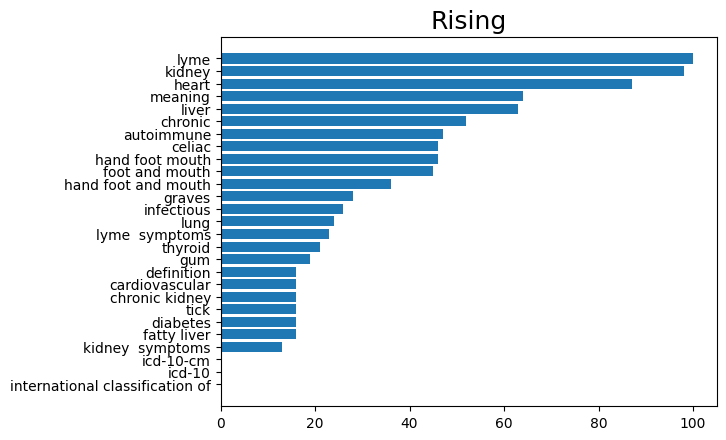 Rising
lyme
kidney
heart
meaning
liver
chronic
autoimmune
celiac
hand foot mouth
foot and mouth
hand foot and mouth
graves
infectious
lung
lyme  symptoms
thyroid
gum
definition
cardiovascular
chronic kidney
tick
diabetes
fatty liver
kidney  symptoms
icd-10-cm
icd-10
international classification of
0 20 40 60 80 100